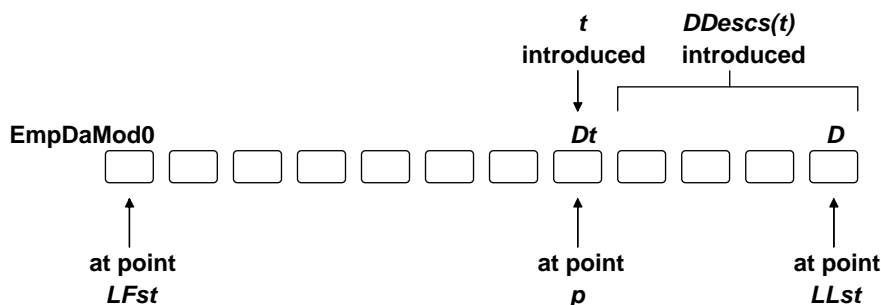 t DDescs(t)
introduced introduced
EmpDaMod0 Dt D
at point at point at point
LFst p LLst